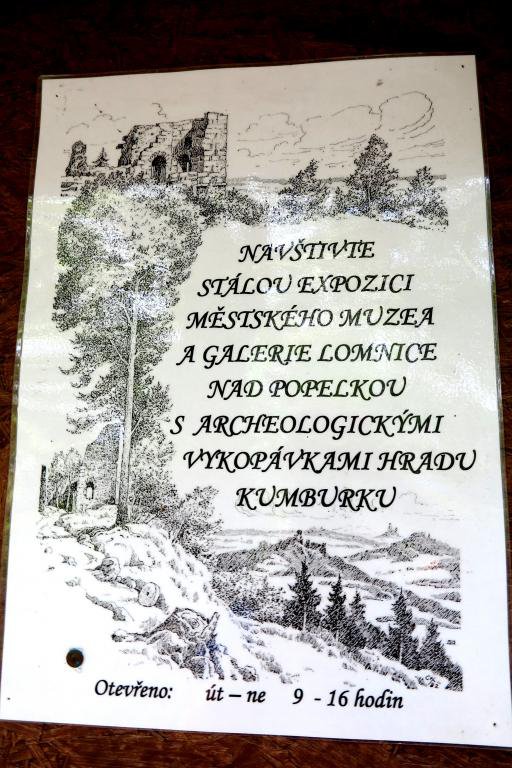 NAVŠTIVTE
STÁLOU EXPOZICI
MĚSTSKÉHO MUZEA
A GALERIE LOMNICE
NAD POPELKOU
S ARCHEOLOGICKÝMI
VYKOPÁVKAMI HRADU
KUMBURKU
Otevřeno: út – ne 9 - 16 hodin